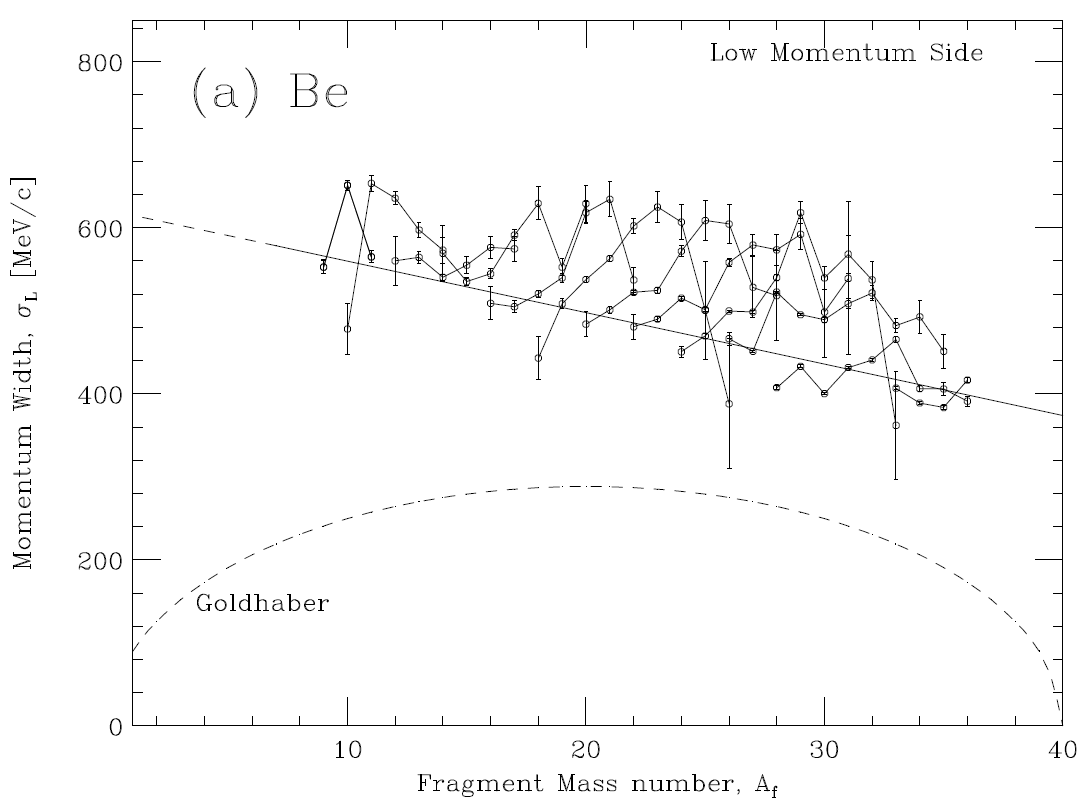 Low Momentum Side
(a) Be
800
600
400
200
0
Momentum Width, σL [MeV/c]
Goldhaber
10 20 30 40
Fragment Mass number, Af